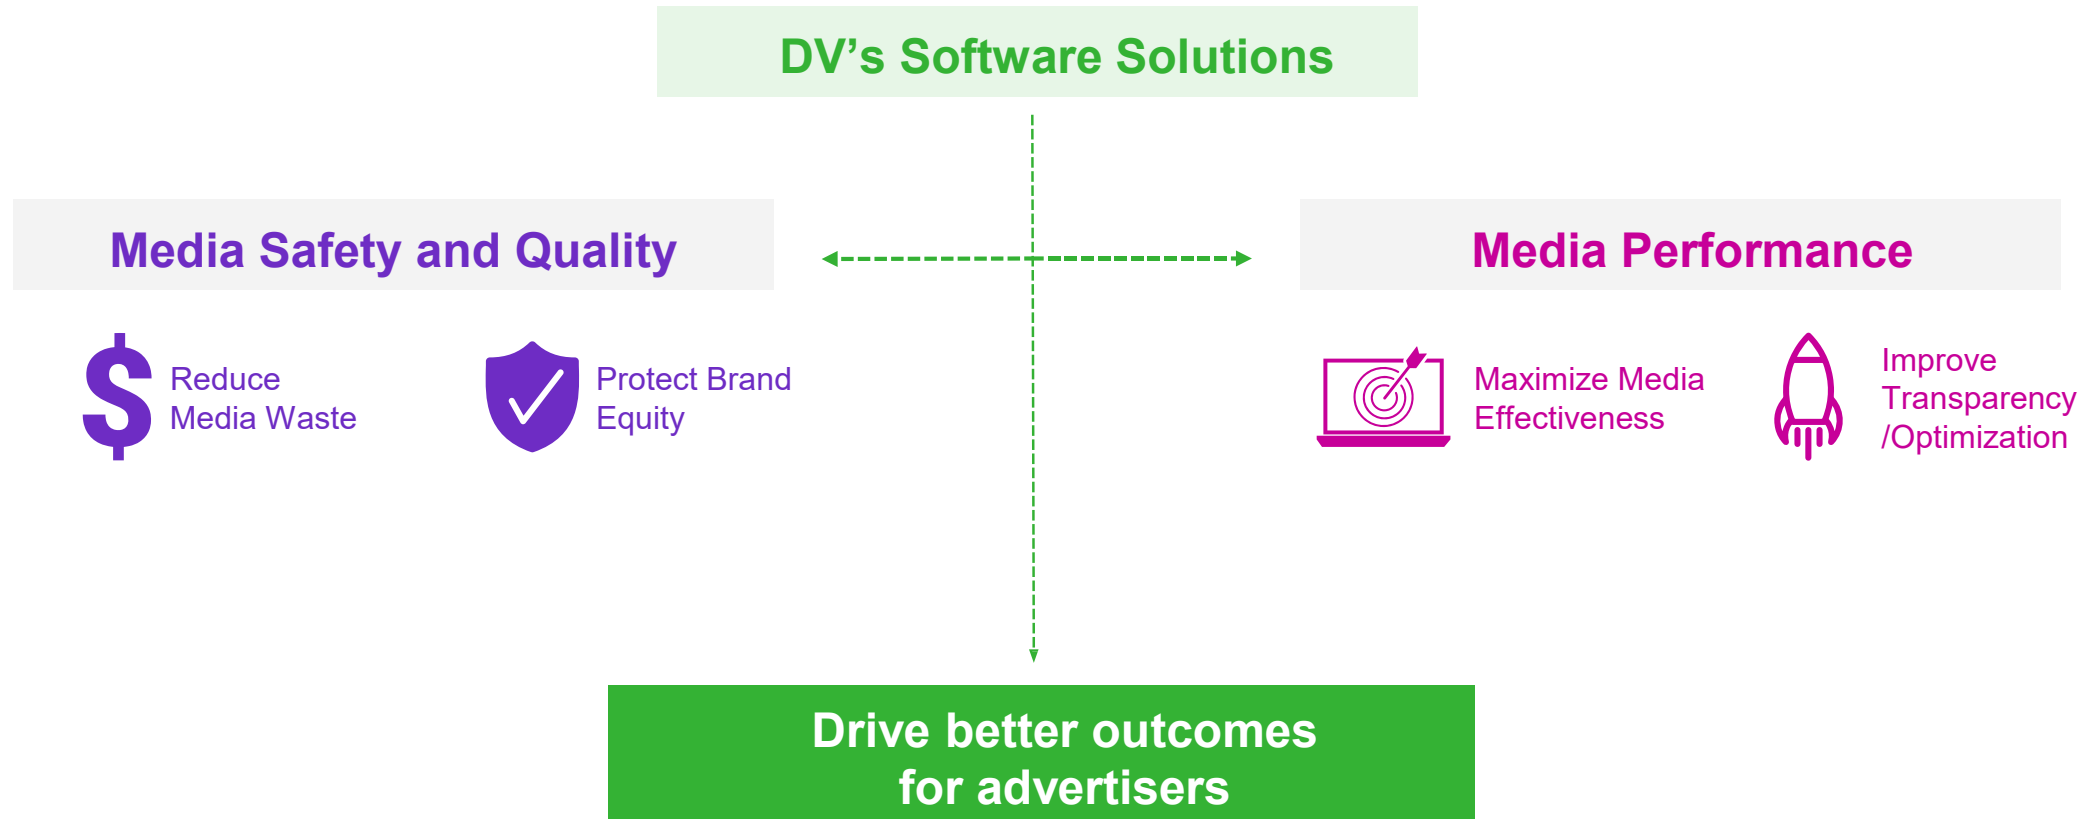 DV’s Software Solutions
Media Safety and Quality
Reduce
Media Waste
Protect Brand
Equity
Media Performance
Maximize Media
Effectiveness
Improve
Transparency
/Optimization
Drive better outcomes
for advertisers